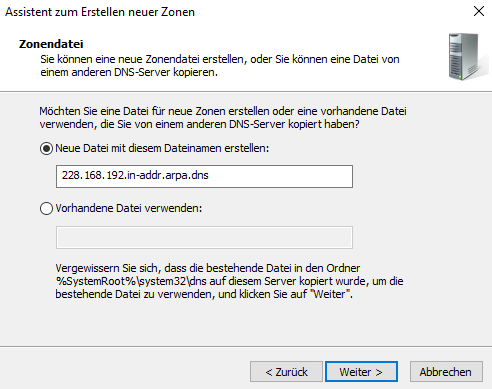 Assistent zum Erstellen neuer Zonen
Zonendatei
Sie können eine neue Zonendatei erstellen, oder Sie können eine Datei von
einem anderen DNS-Server kopieren.
Möchten Sie eine Datei für neue Zonen erstellen oder eine vorhandene Datei
verwenden, die Sie von einem anderen DNS-Server kopiert haben?
Neue Datei mit diesem Dateinamen erstellen:
228.168.192.in-addr.arpa.dns
Vorhandene Datei verwenden:
Vergewissern Sie sich, dass die bestehende Datei in den Ordner
%SystemRoot%\system32\dns auf diesem Server kopiert wurde, um die
bestehende Datei zu verwenden, und klicken Sie auf "Weiter".
< Zurück Weiter > Abbrechen